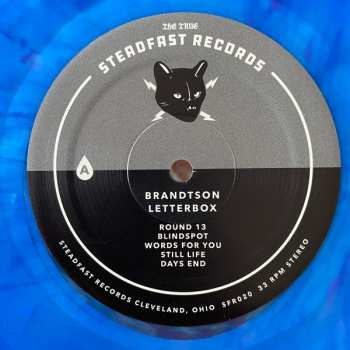 THE TRUE
STEADFAST RECORDS
A
BRANDTSON
LETTERBOX
ROUND 13
BLINDSPOT
WORDS FOR YOU
STILL LIFE
DAYS END
STEADFAST RECORDS CLEVELAND, OHIO SFR020 33 RPM STEREO